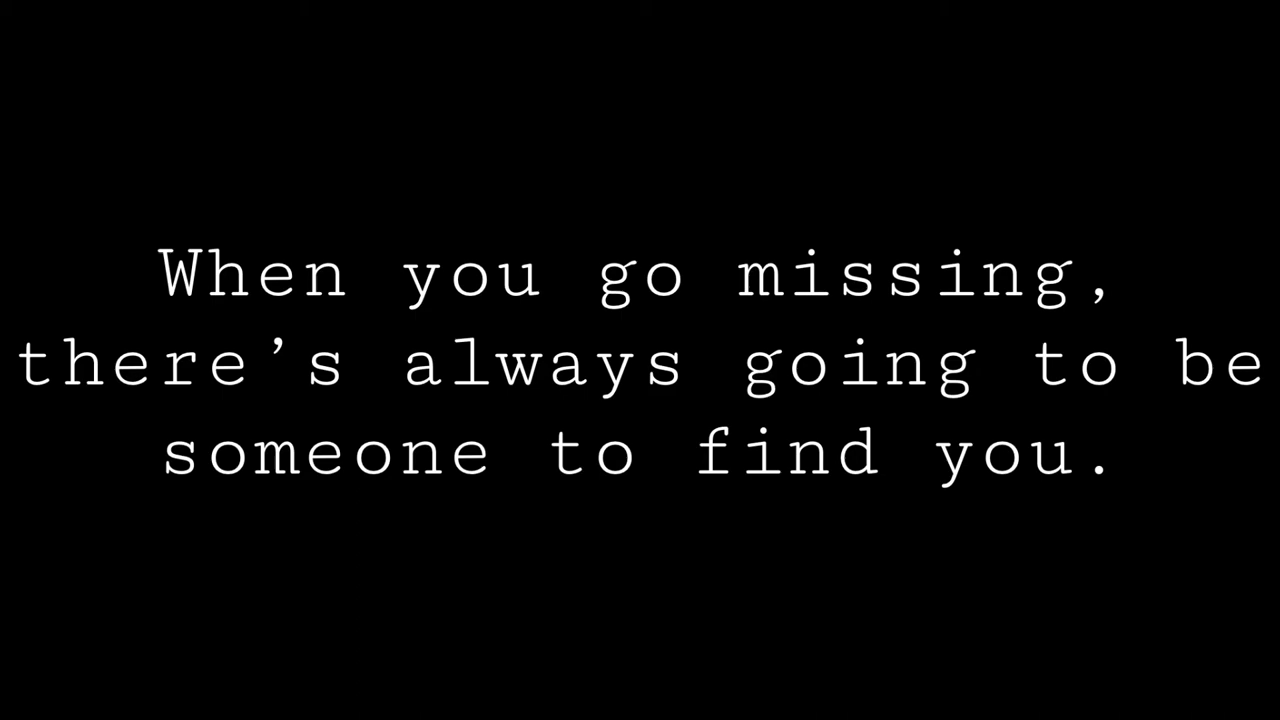 When you go missing,
there’s always going to be
someone to find you.